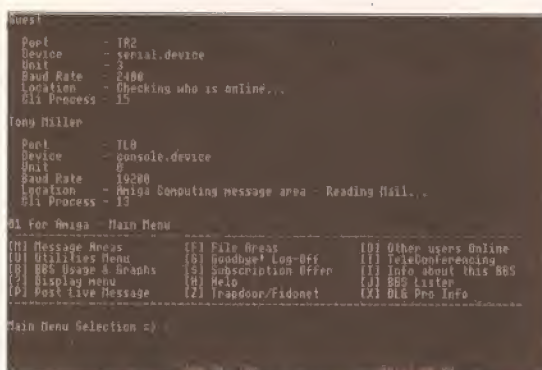 Guest
Port - TR2
Device - serial.device
Unit - 3
Baud Rate - 2400
Location - Checking who is online...
Cli Process - 15
Tony Miller
Port - TL0
Device - console.device
Unit - 0
Baud Rate - 19200
Location - Amiga Computing message area - Reading Mail...
Cli Process - 13
01 for Amiga - Main Menu
[M] Message Areas [F] File Areas [O] Other users Online
[U] Utilities Menu [G] Goodbye! Log-Off [T] TeleConferencing
[B] BBS Usage & Graphs [S] Subscription Offer [I] Info about this BBS
[?] Display menu [H] Help [J] BBS Lister
[P] Post Live Message [Z] Trapdoor/Fidonet [X] DLG Pro Info
Main Menu Selection =)